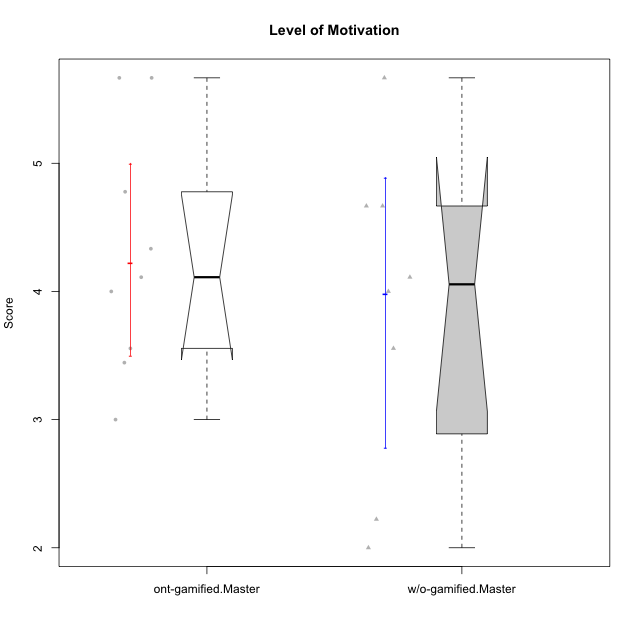 Level of Motivation
Score
5
4
3
2
ont-gamified.Master
w/o-gamified.Master